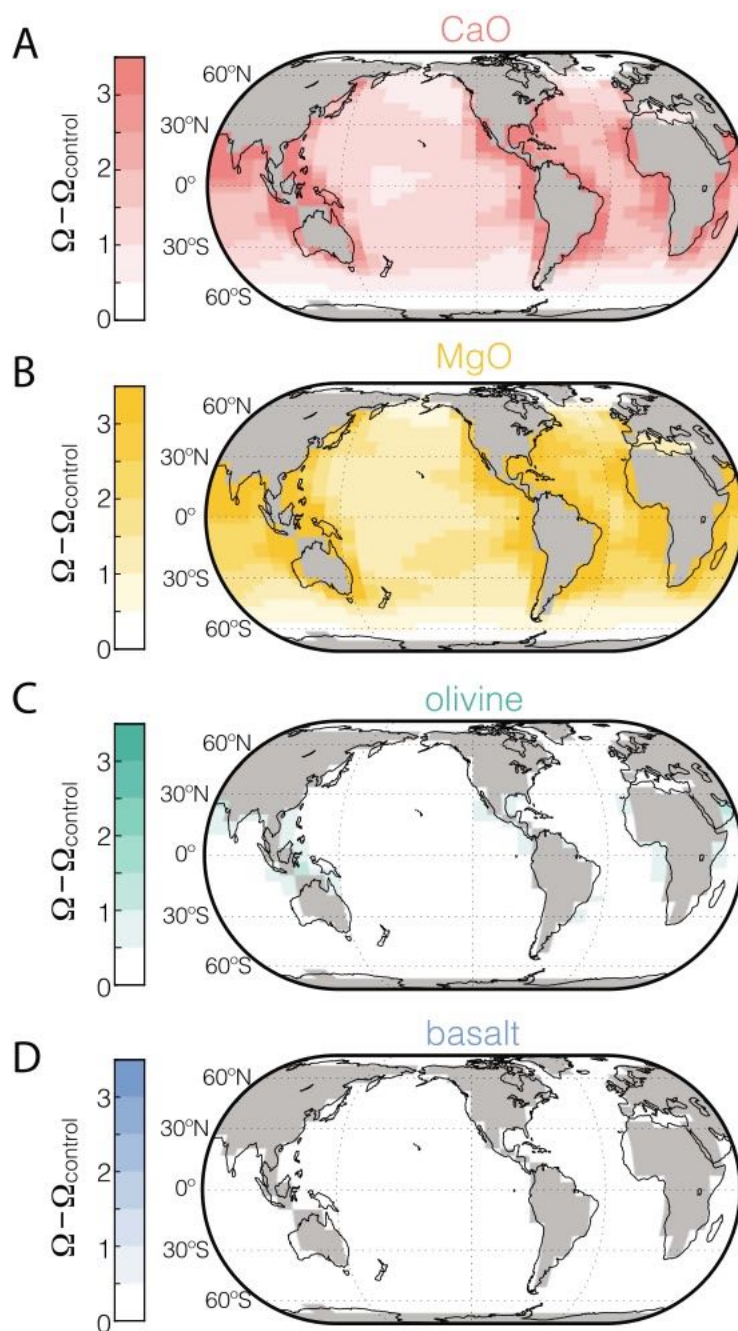 A
CaO
Ω − Ωcontrol
3
2
1
0
60°N
30°N
0°
30°S
60°S
B
MgO
Ω − Ωcontrol
3
2
1
0
60°N
30°N
0°
30°S
60°S
C
olivine
Ω − Ωcontrol
3
2
1
0
60°N
30°N
0°
30°S
60°S
D
basalt
Ω − Ωcontrol
3
2
1
0
60°N
30°N
0°
30°S
60°S